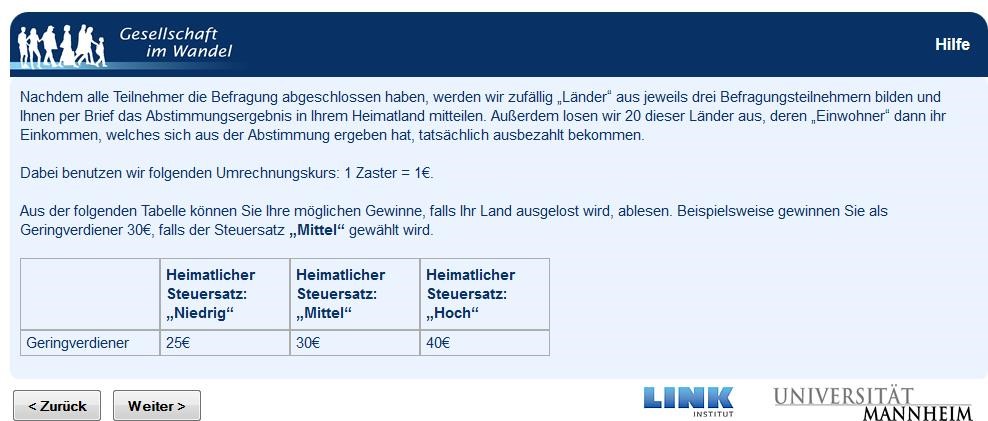 Gesellschaft
im Wandel
Hilfe
Nachdem alle Teilnehmer die Befragung abgeschlossen haben, werden wir zufällig „Länder“ aus jeweils drei Befragungsteilnehmern bilden und
Ihnen per Brief das Abstimmungsergebnis in Ihrem Heimatland mitteilen. Außerdem losen wir 20 dieser Länder aus, deren „Einwohner“ dann ihr
Einkommen, welches sich aus der Abstimmung ergeben hat, tatsächlich ausbezahlt bekommen.
Dabei benutzen wir folgenden Umrechnungskurs: 1 Zaster = 1€.
Aus der folgenden Tabelle können Sie Ihre möglichen Gewinne, falls Ihr Land ausgelost wird, ablesen. Beispielsweise gewinnen Sie als
Geringverdiener 30€, falls der Steuersatz „Mittel“ gewählt wird.
Heimatlicher Heimatlicher Heimatlicher
Steuersatz: Steuersatz: Steuersatz:
„Niedrig“ „Mittel“ „Hoch“
Geringverdiener 25€ 30€ 40€
< Zurück Weiter >
LINK
INSTITUT
UNIVERSITÄT
MANNHEIM